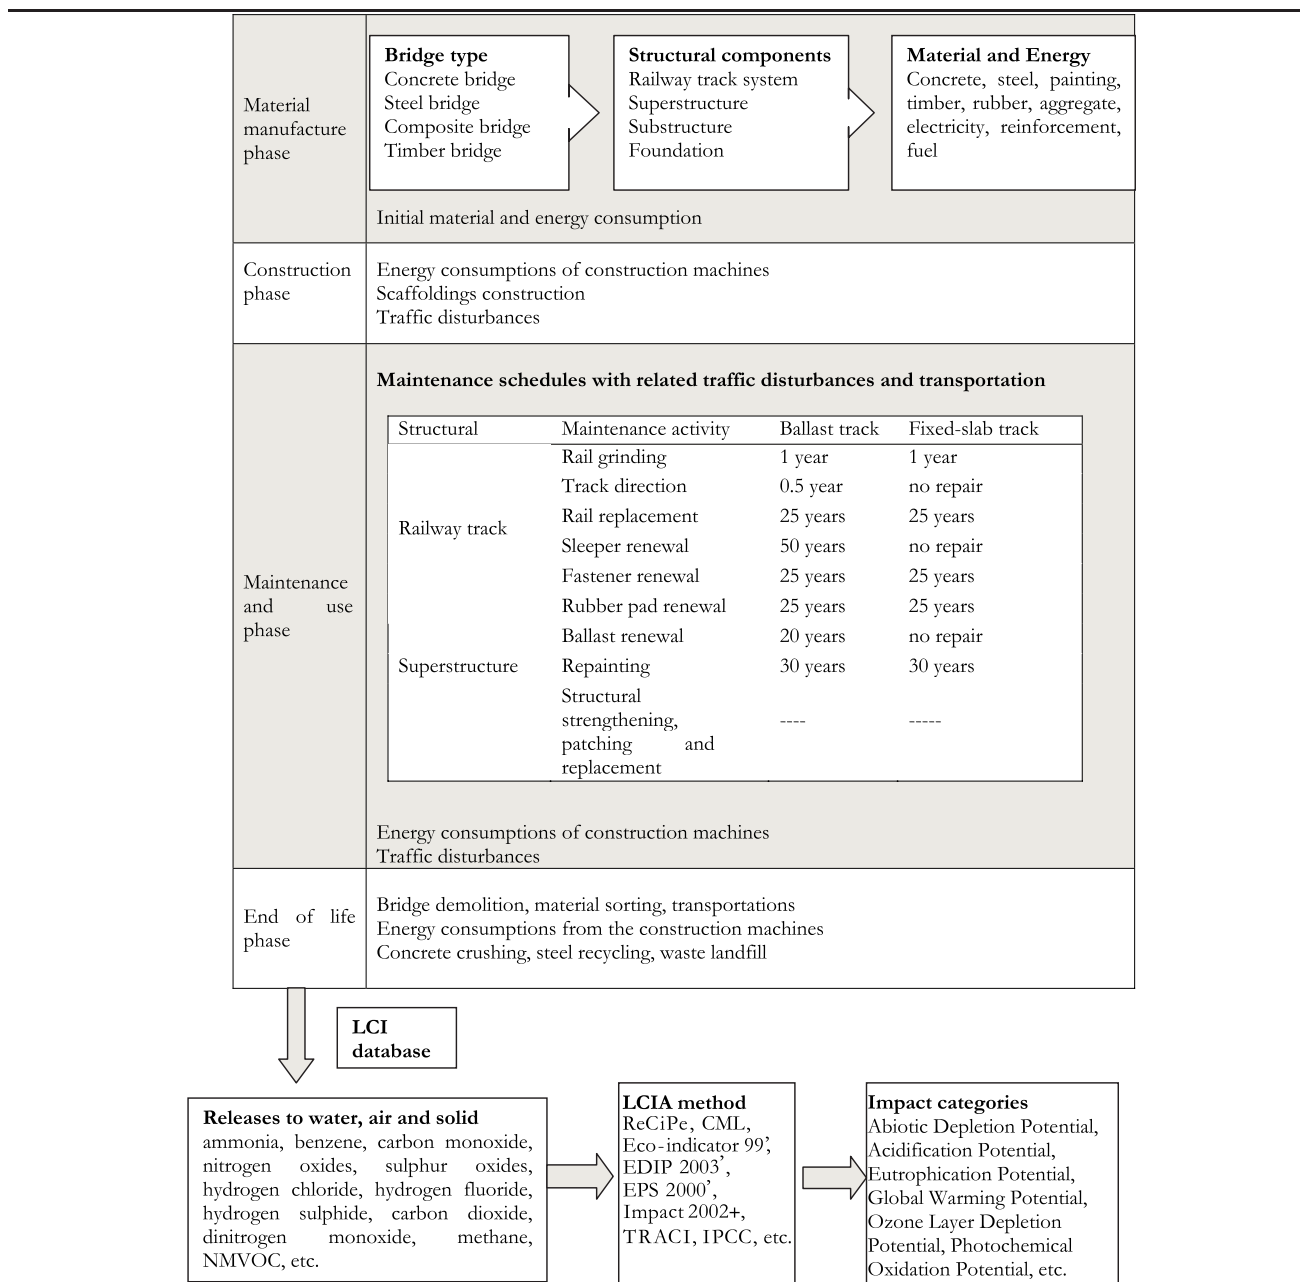 Material
manufacture
phase
Bridge type
Concrete bridge
Steel bridge
Composite bridge
Timber bridge
Structural components
Railway track system
Superstructure
Substructure
Foundation
Material and Energy
Concrete, steel, painting,
timber, rubber, aggregate,
electricity, reinforcement,
fuel
Initial material and energy consumption
Construction
phase
Energy consumptions of construction machines
Scaffoldings construction
Traffic disturbances
Maintenance
and use
phase
Maintenance schedules with related traffic disturbances and transportation
Structural Maintenance activity Ballast track Fixed-slab track
Railway track
Rail grinding 1 year 1 year
Track direction 0.5 year no repair
Rail replacement 25 years 25 years
Sleeper renewal 50 years no repair
Fastener renewal 25 years 25 years
Rubber pad renewal 25 years 25 years
Ballast renewal 20 years no repair
Superstructure Repainting 30 years 30 years
Structural
strengthening,
patching and
replacement
---- -----
Energy consumptions of construction machines
Traffic disturbances
End of life
phase
Bridge demolition, material sorting, transportations
Energy consumptions from the construction machines
Concrete crushing, steel recycling, waste landfill
LCI
database
Releases to water, air and solid
ammonia, benzene, carbon monoxide,
nitrogen oxides, sulphur oxides,
hydrogen chloride, hydrogen fluoride,
hydrogen sulphide, carbon dioxide,
dinitrogen monoxide, methane,
NMVOC, etc.
LCIA method
ReCiPe, CML,
Eco-indicator 99',
EDIP 2003',
EPS 2000',
Impact 2002+,
TRACI, IPCC, etc.
Impact categories
Abiotic Depletion Potential,
Acidification Potential,
Eutrophication Potential,
Global Warming Potential,
Ozone Layer Depletion
Potential, Photochemical
Oxidation Potential, etc.